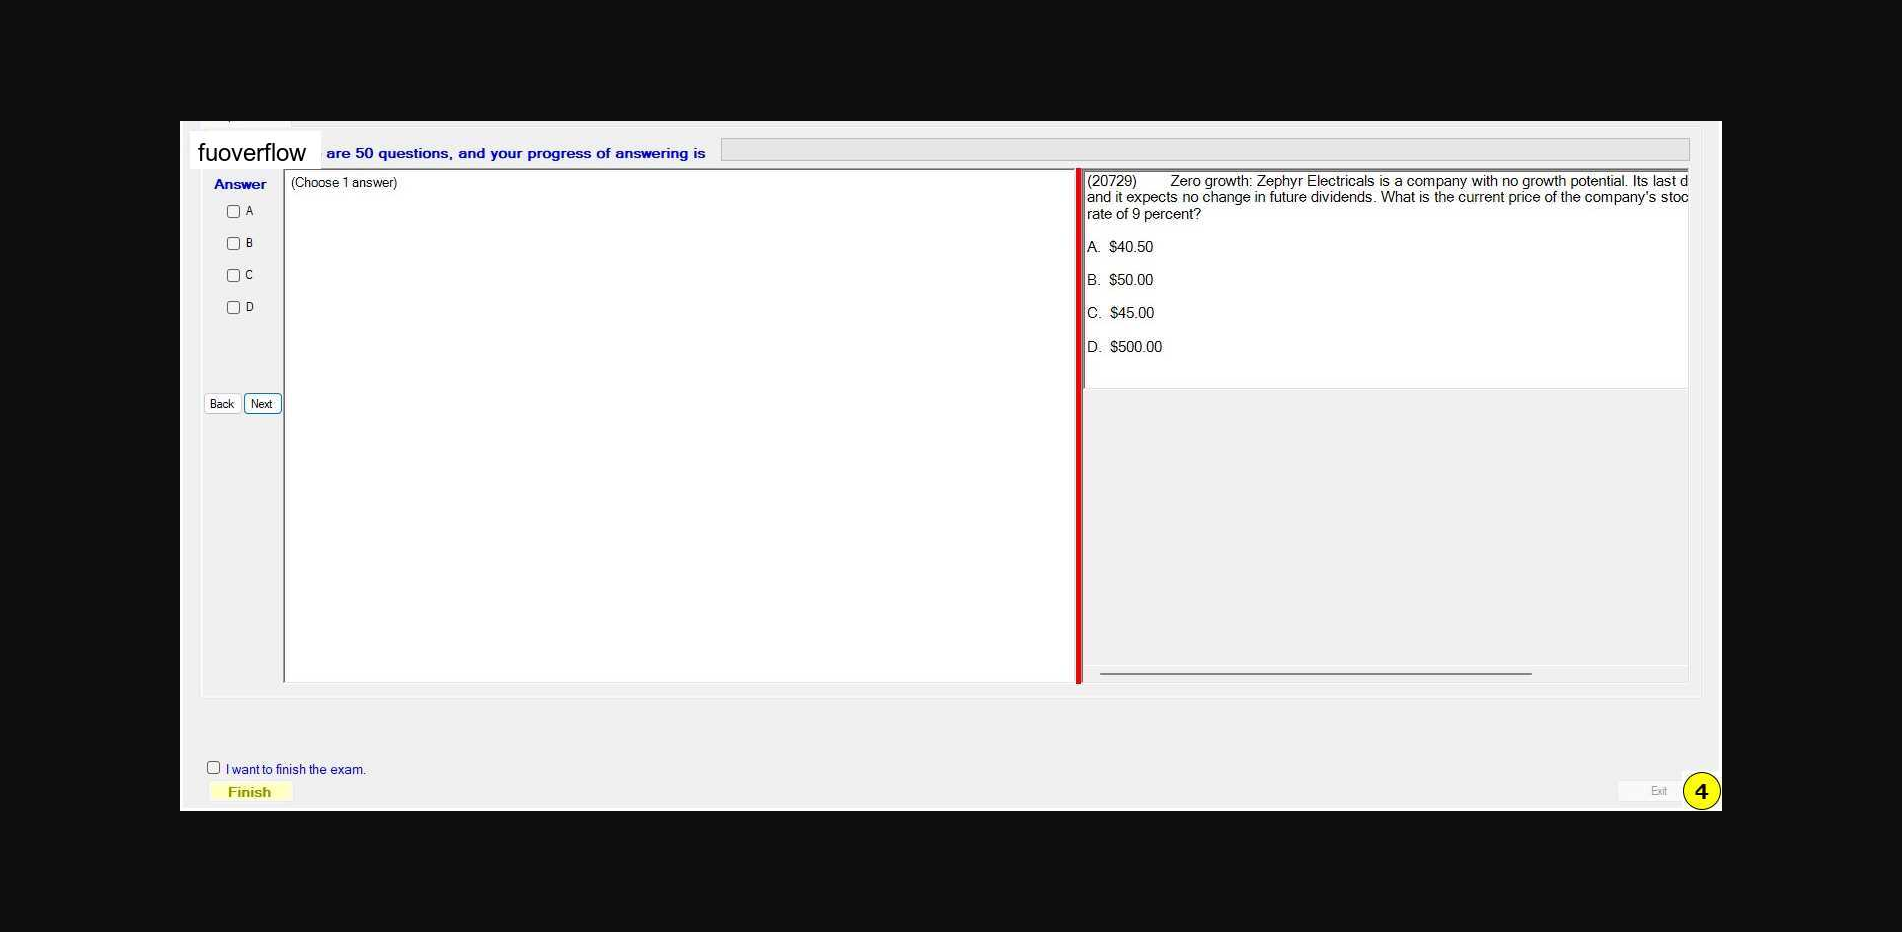 fuoverflow are 50 questions, and your progress of answering is
Answer
(Choose 1 answer)
A
B
C
D
Back Next
(20729) Zero growth: Zephyr Electricals is a company with no growth potential. Its last d
and it expects no change in future dividends. What is the current price of the company's stoc
rate of 9 percent?
A. $40.50
B. $50.00
C. $45.00
D. $500.00
I want to finish the exam.
Finish
Exit
4